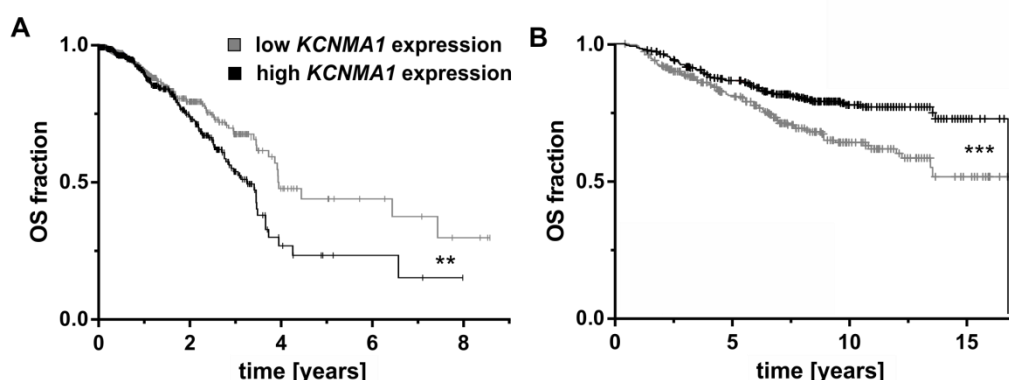 A
low KCNMA1 expression
high KCNMA1 expression
OS fraction
1.0
0.5
0.0
0
2
4
6
8
time [years]
**
B
OS fraction
1.0
0.5
0.0
0
5
10
15
time [years]
***